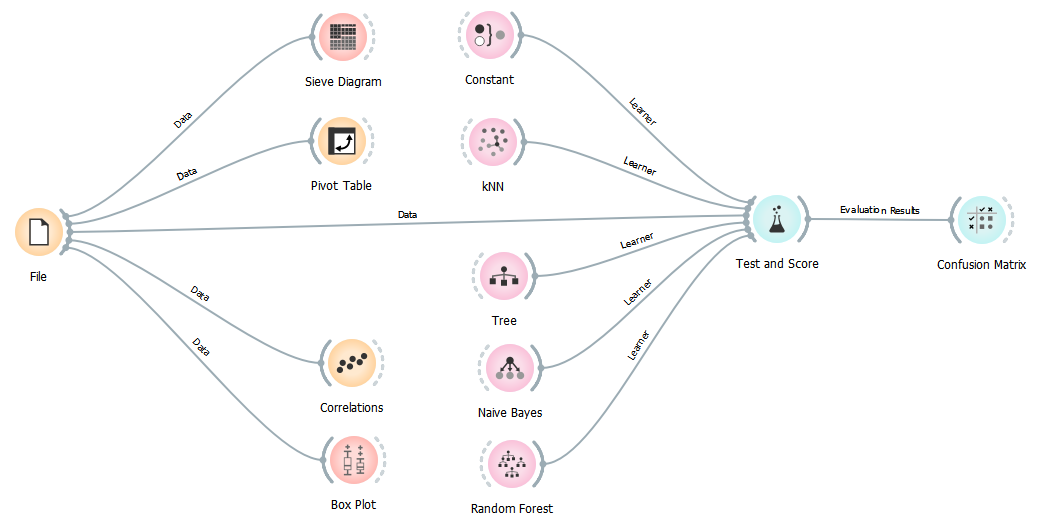 Sieve Diagram
Constant
Data
Learner
Pivot Table
kNN
Data
Learner
File
Data
Test and Score
Evaluation Results
Confusion Matrix
Learner
Tree
Data
Learner
Correlations
Naive Bayes
Data
Learner
Box Plot
Random Forest